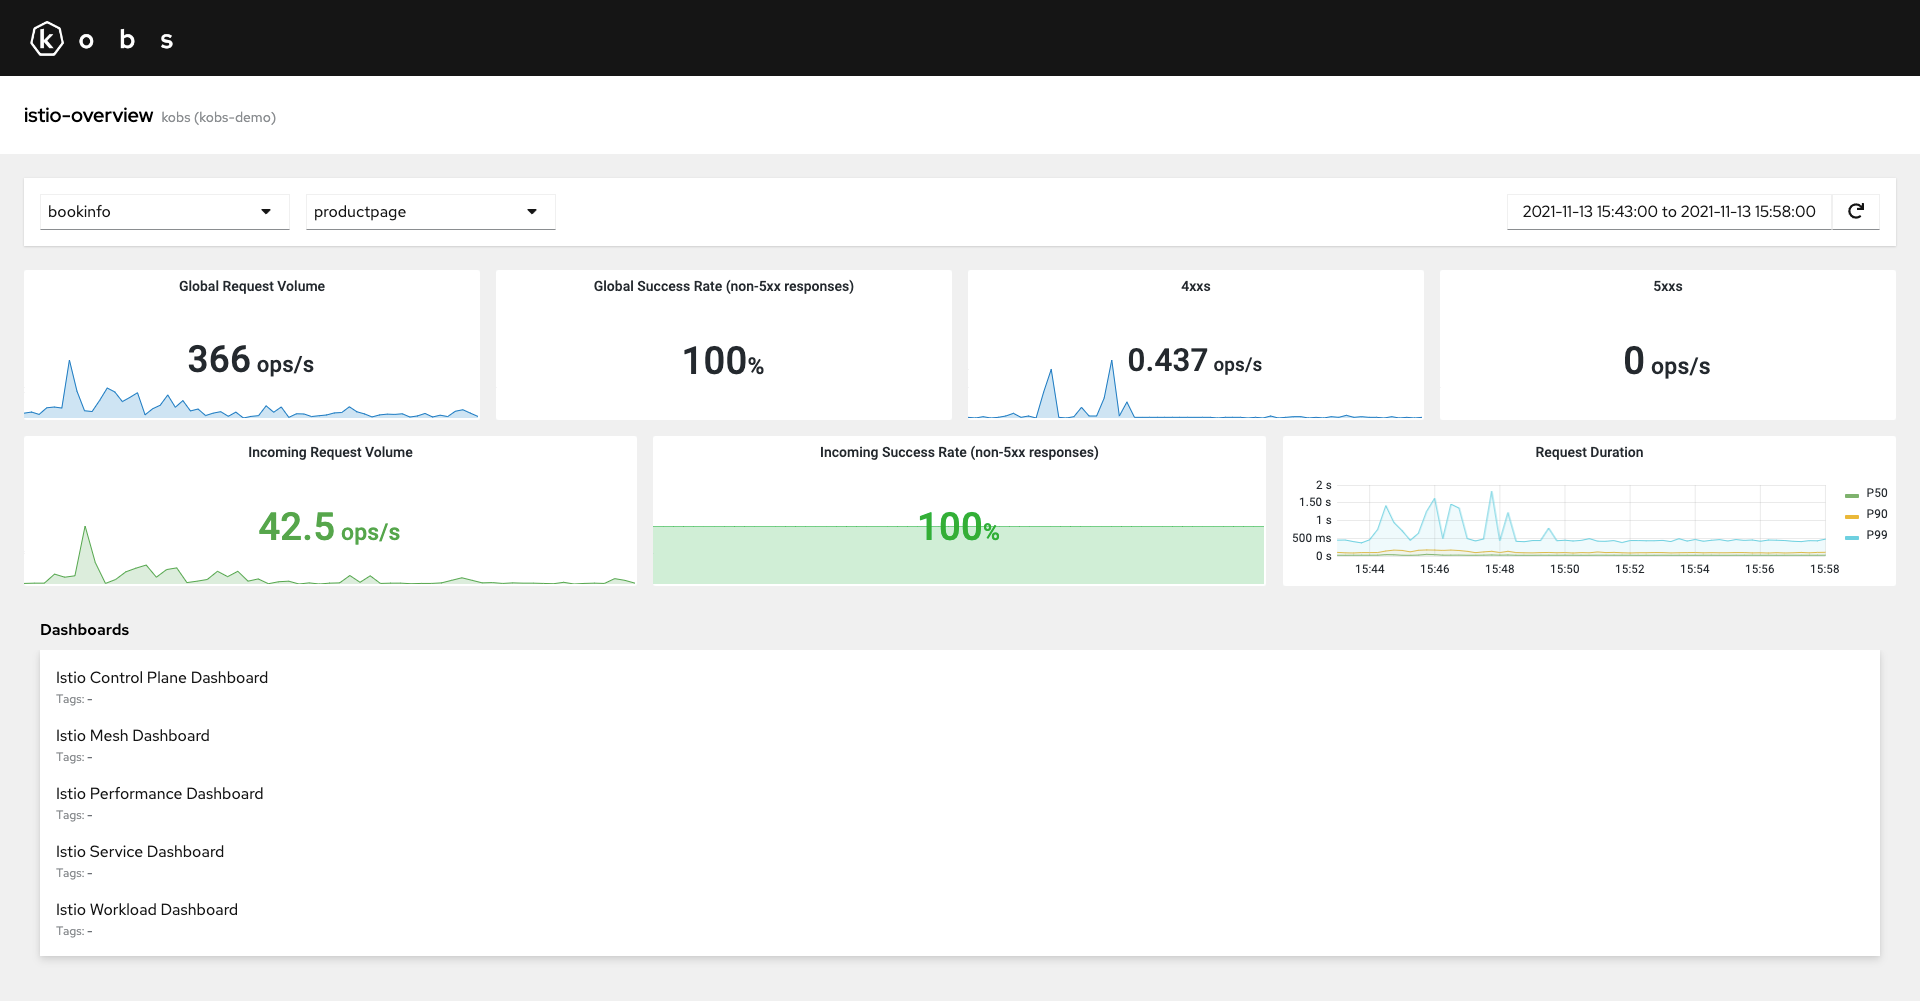 k o b s
istio-overview kobs (kobs-demo)
bookinfo productpage 2021-11-13 15:43:00 to 2021-11-13 15:58:00
Global Request Volume
366 ops/s
Global Success Rate (non-5xx responses)
100%
4xxs
0.437 ops/s
5xxs
0 ops/s
Incoming Request Volume
42.5 ops/s
Incoming Success Rate (non-5xx responses)
100%
Request Duration
2 s
1.50 s
1 s
500 ms
0 s
15:44 15:46 15:48 15:50 15:52 15:54 15:56 15:58
P50
P90
P99
Dashboards
Istio Control Plane Dashboard
Tags: -
Istio Mesh Dashboard
Tags: -
Istio Performance Dashboard
Tags: -
Istio Service Dashboard
Tags: -
Istio Workload Dashboard
Tags: -